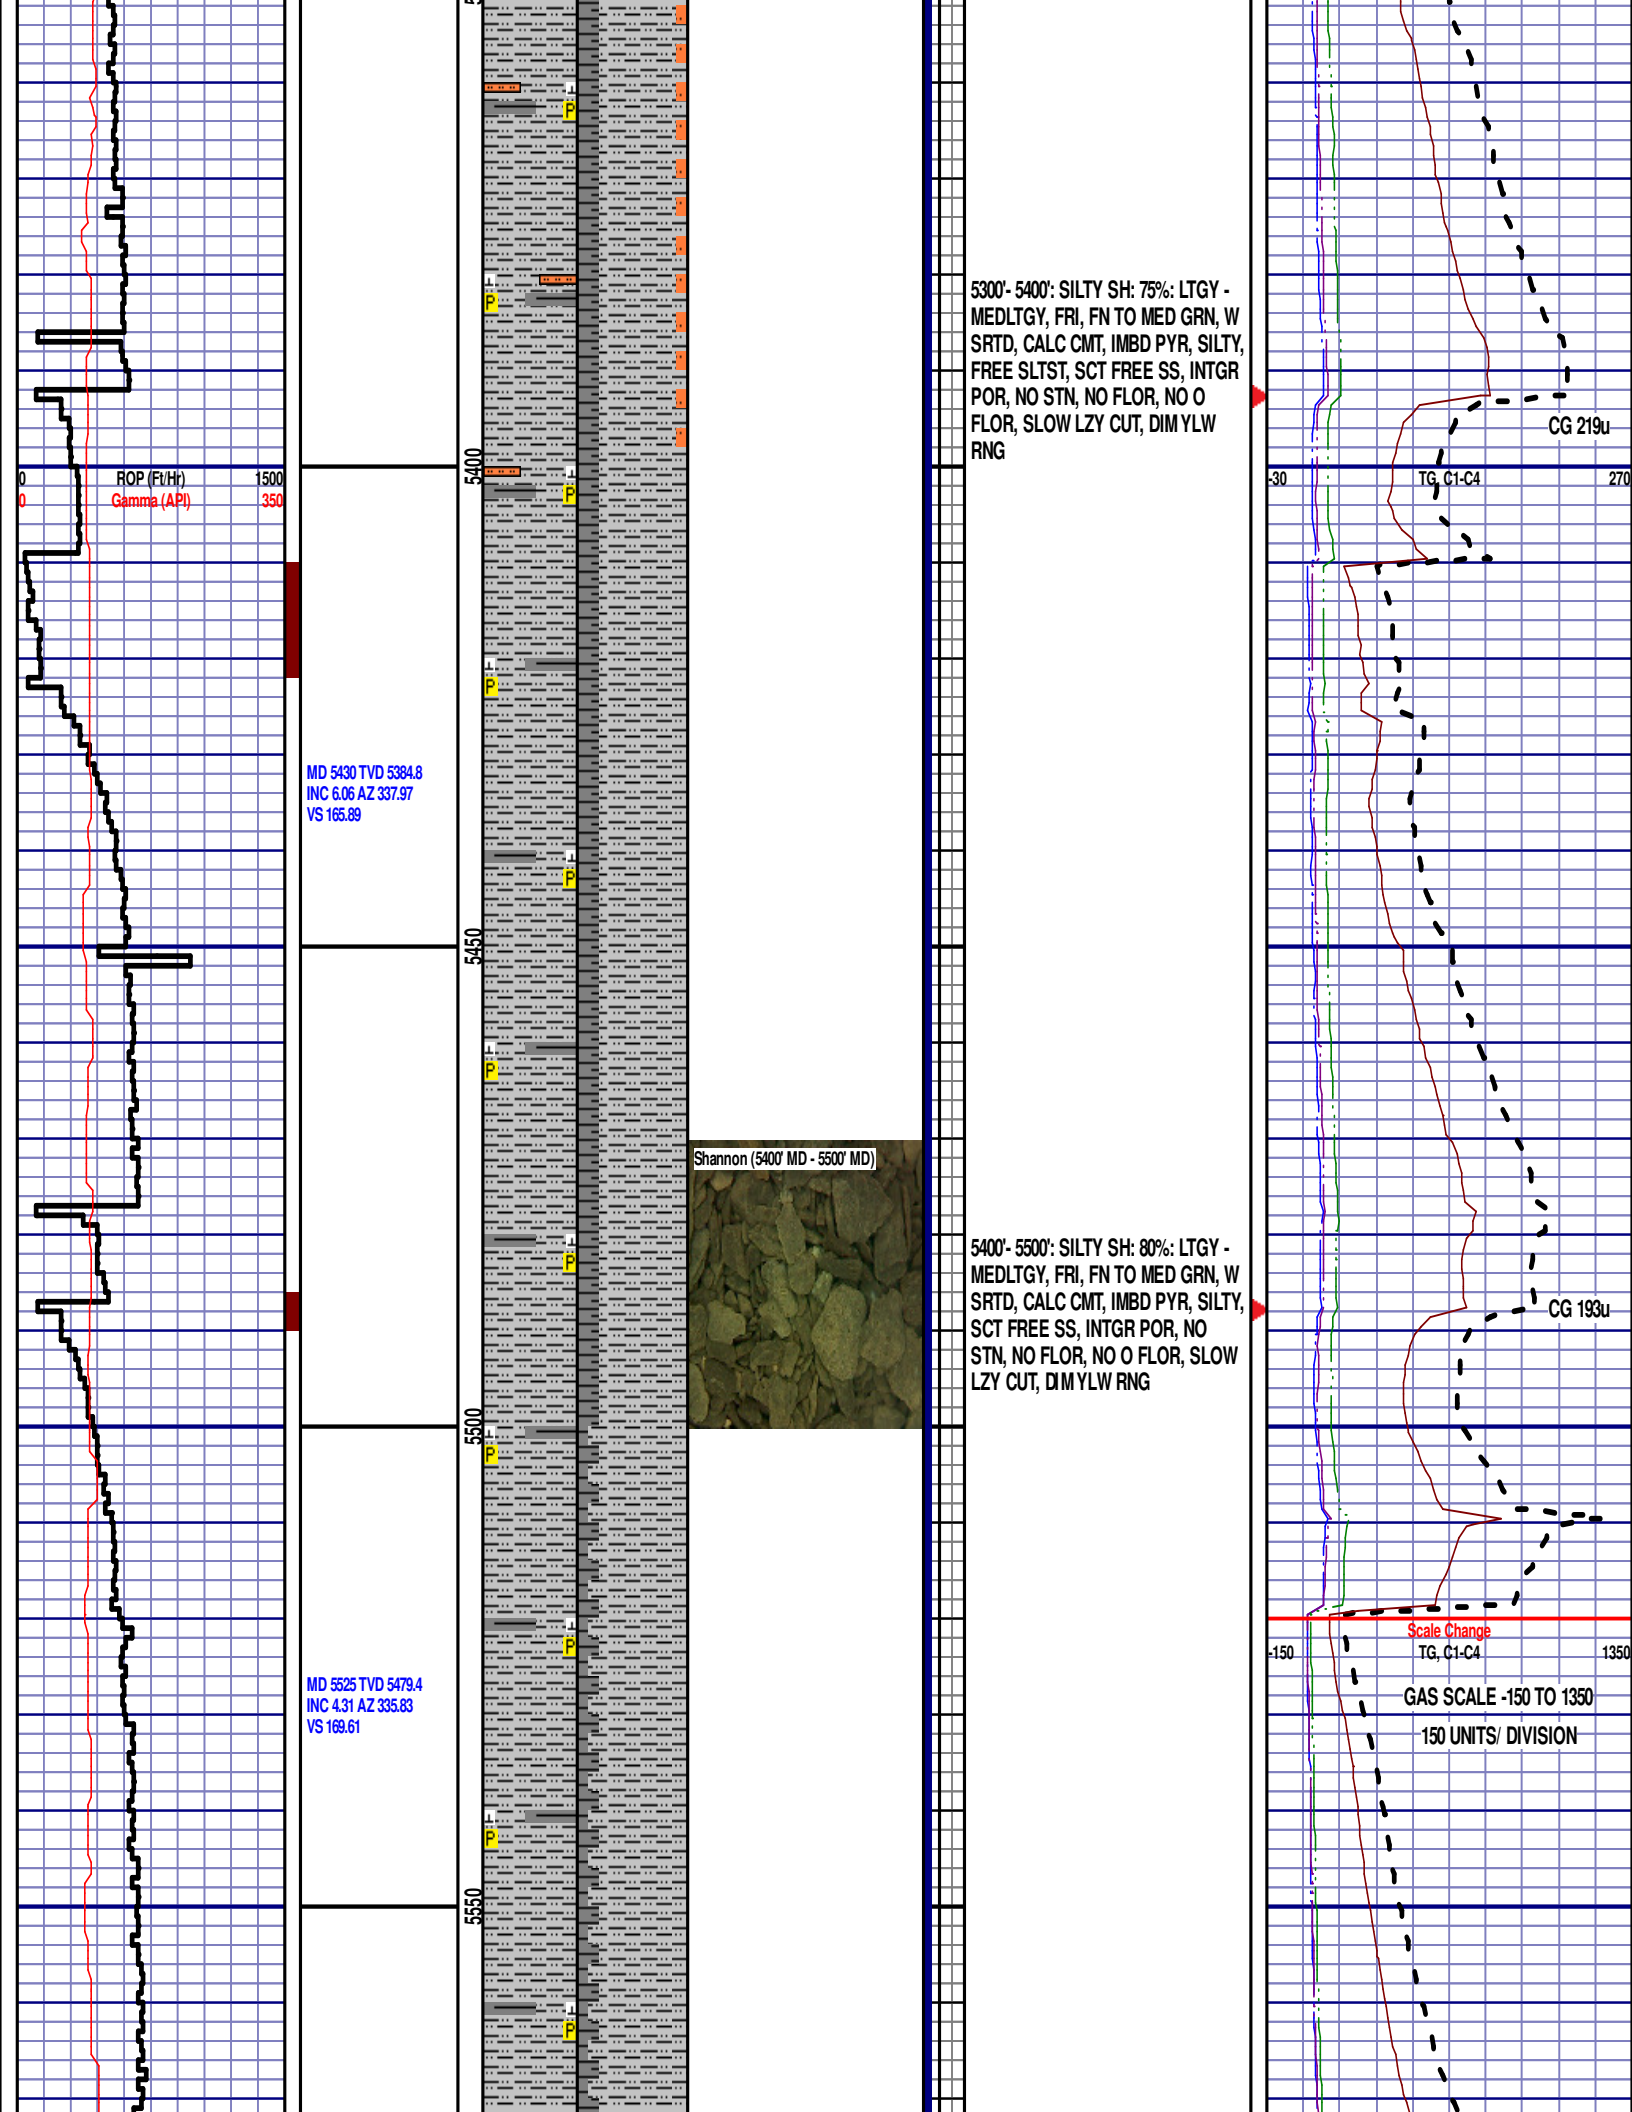 5300'- 5400': SILTY SH: 75%: LTGY -
MEDLTGY, FRI, FN TO MED GRN, W
SRTD, CALC CMT, IMBD PYR, SILTY,
FREE SLTST, SCT FREE SS, INTGR
POR, NO STN, NO FLOR, NO O
FLOR, SLOW LZY CUT, DIM YLW
RNG
CG 219u
0 ROP (Ft/Hr) 1500
0 Gamma (API) 350
5400
-30 TG, C1-C4 270
MD 5430 TVD 5384.8
INC 6.06 AZ 337.97
VS 165.89
5450
Shannon (5400' MD - 5500' MD)
5400'- 5500': SILTY SH: 80%: LTGY -
MEDLTGY, FRI, FN TO MED GRN, W
SRTD, CALC CMT, IMBD PYR, SILTY,
SCT FREE SS, INTGR POR, NO
STN, NO FLOR, NO O FLOR, SLOW
LZY CUT, DIM YLW RNG
CG 193u
5500
Scale Change
-150 TG, C1-C4 1350
GAS SCALE -150 TO 1350
150 UNITS/ DIVISION
MD 5525 TVD 5479.4
INC 4.31 AZ 335.83
VS 169.61
5550
P
P
P
P
P
P
P
P
P
P
P